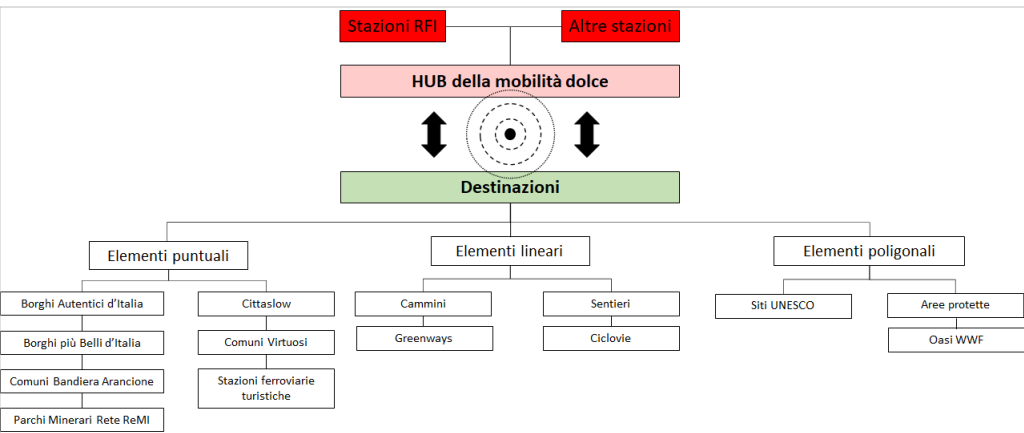 Stazioni RFI
Altre stazioni
HUB della mobilità dolce
Destinazioni
Elementi puntuali
Elementi lineari
Elementi poligonali
Borghi Autentici d’Italia
Cittaslow
Cammini
Sentieri
Siti UNESCO
Aree protette
Borghi più Belli d’Italia
Comuni Virtuosi
Greenways
Ciclovie
Oasi WWF
Comuni Bandiera Arancione
Stazioni ferroviarie
turistiche
Parchi Minerari Rete ReMI